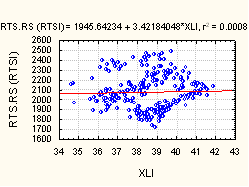 RTS.RS (RTSI)= 1945.64234 + 3.42184048*XLI, r² = 0.0008
RTS.RS (RTSI)
2600
2500
2400
2300
2200
2100
2000
1900
1800
1700
1600
34 35 36 37 38 39 40 41 42 43
XLI